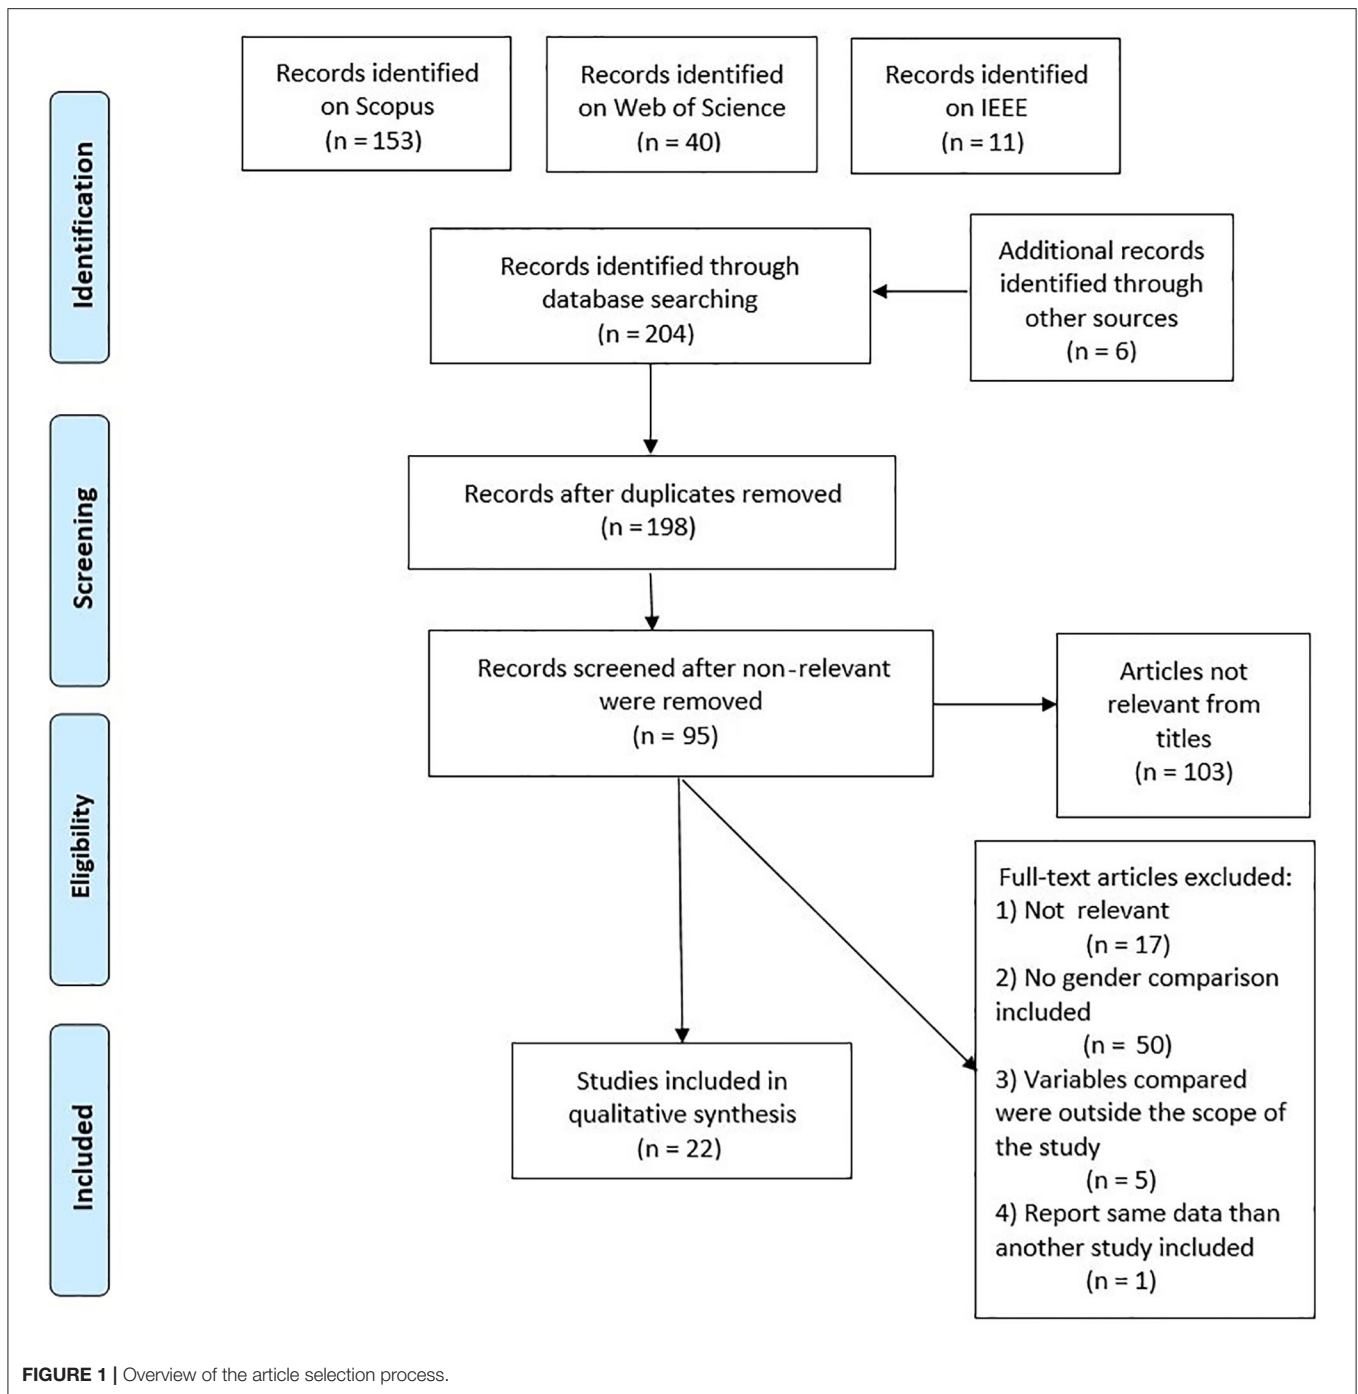 Records identified
on Scopus
(n = 153)
Records identified
on Web of Science
(n = 40)
Records identified
on IEEE
(n = 11)
Identification
Records identified through
database searching
(n = 204)
Additional records
identified through
other sources
(n = 6)
Screening
Records after duplicates removed
(n = 198)
Records screened after non-relevant
were removed
(n = 95)
Articles not
relevant from
titles
(n = 103)
Eligibility
Full-text articles excluded:
1) Not relevant
(n = 17)
2) No gender comparison
included
(n = 50)
3) Variables compared
were outside the scope of
the study
(n = 5)
4) Report same data than
another study included
(n = 1)
Included
Studies included in
qualitative synthesis
(n = 22)
FIGURE 1 | Overview of the article selection process.